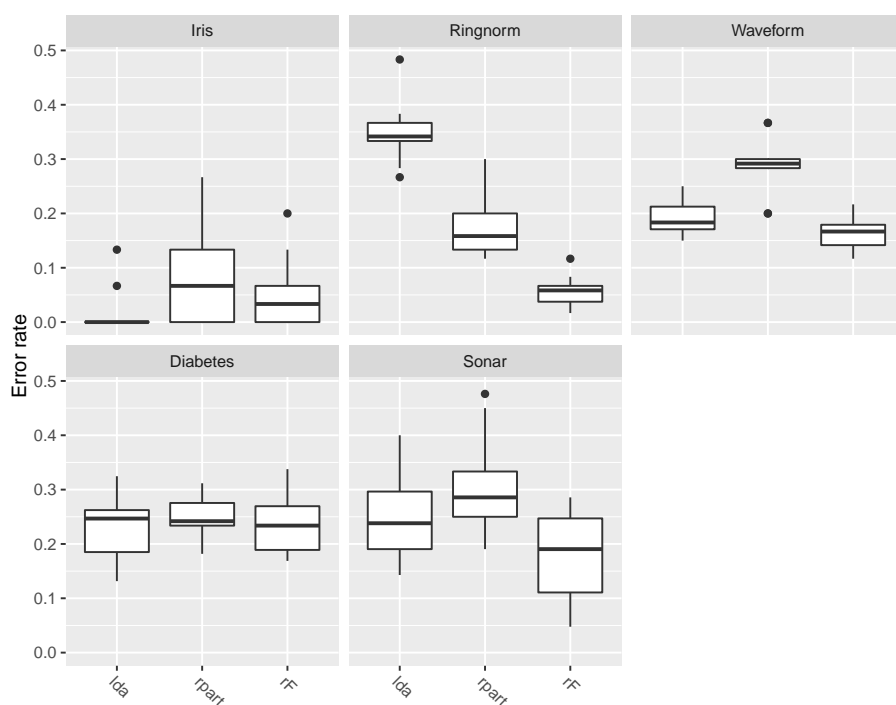 Iris
Ringnorm
Waveform
0.5
0.4
0.3
0.2
0.1
0.0
Error rate
Diabetes
Sonar
0.5
0.4
0.3
0.2
0.1
0.0
lda
rpart
rF
lda
rpart
rF